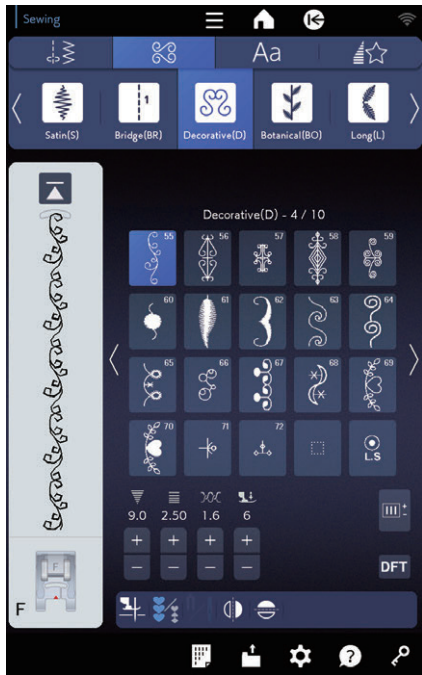 Sewing
Aa
1
Satin(S) Bridge(BR) Decorative(D) Botanical(BO) Long(L)
Decorative(D) - 4 / 10
55 56 57 58 59
60 61 62 63 64
65 66 67 68 69
70 71 72 L.S
9.0 2.50 1.6 6
+ + + +
− − − −
DFT
F
F
?